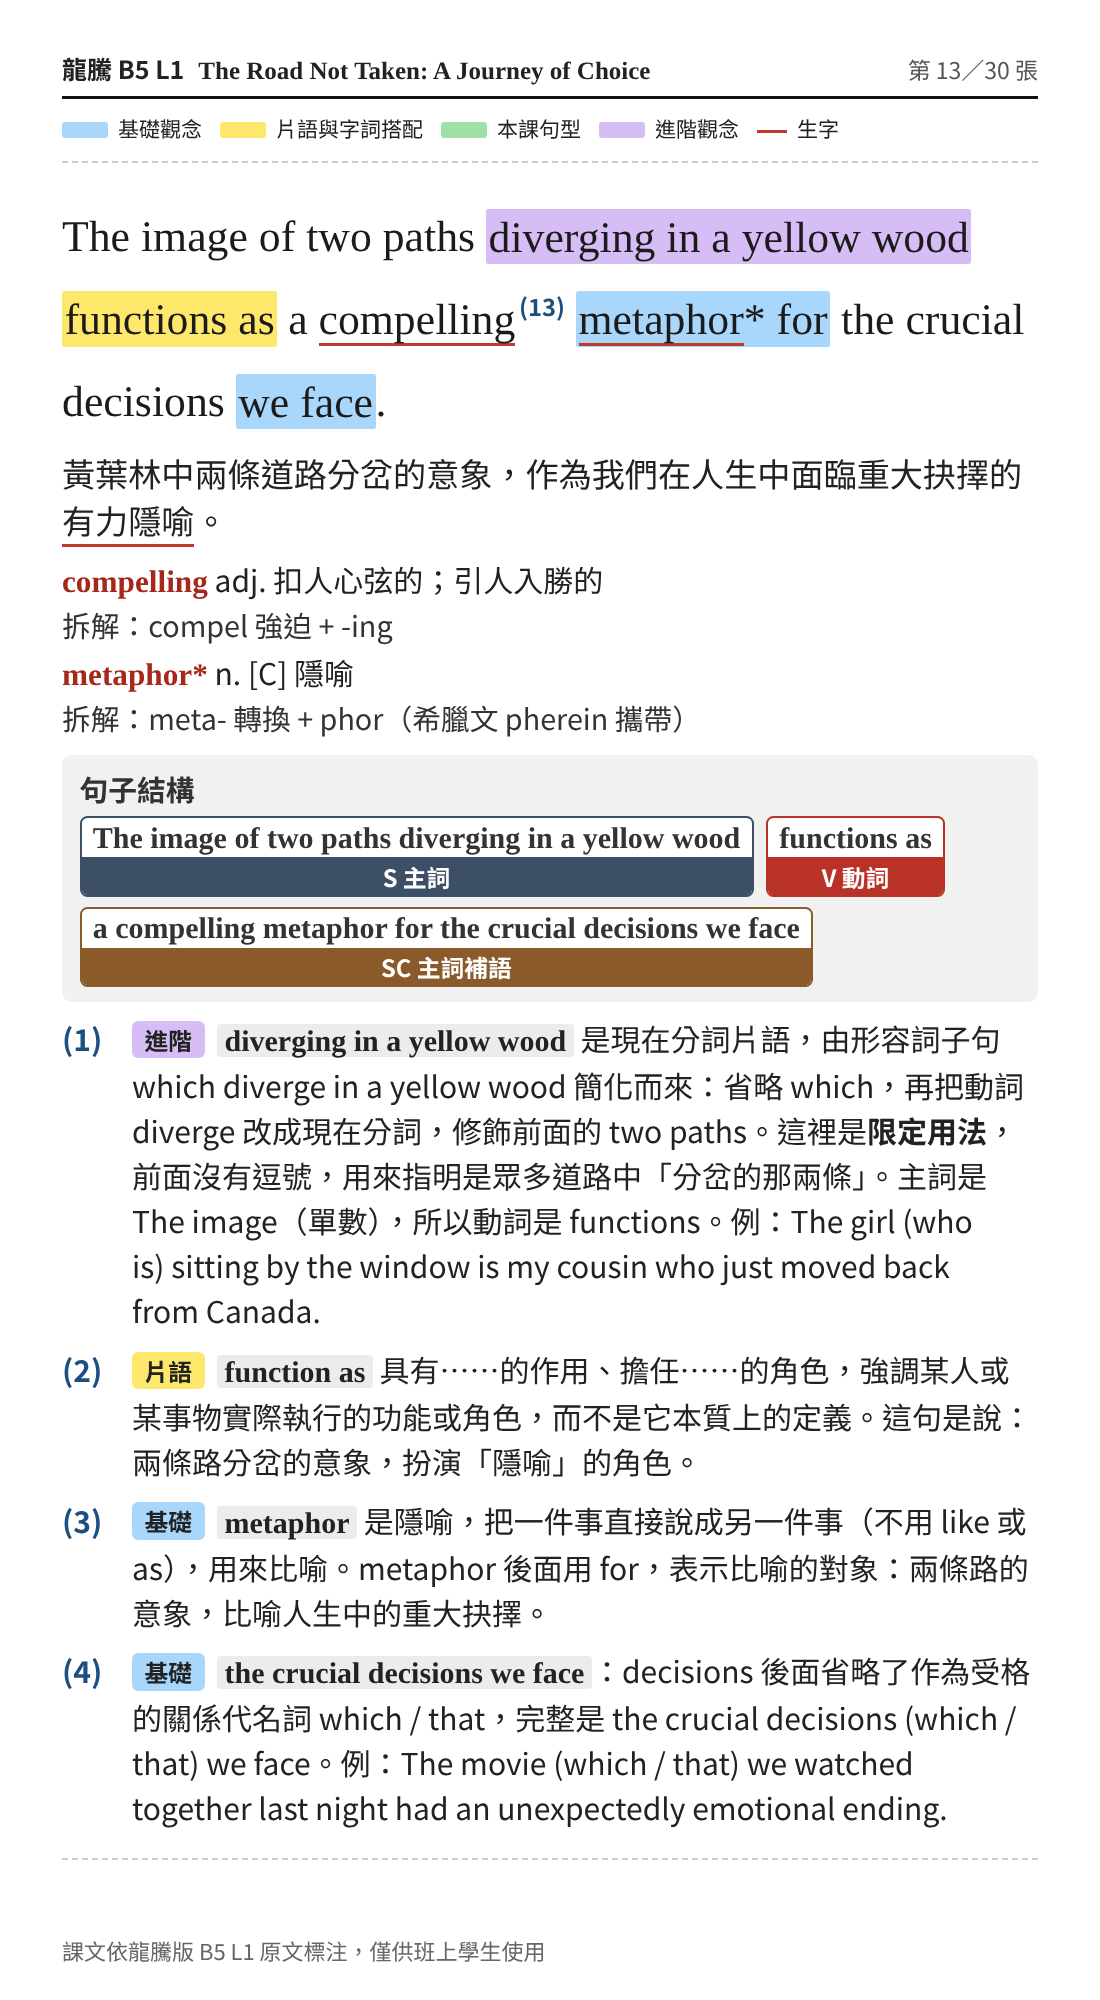 龍騰 B5 L1 The Road Not Taken: A Journey of Choice 第 13／30 張
基礎觀念 片語與字詞搭配 本課句型 進階觀念 生字
The image of two paths diverging in a yellow wood
functions as a compelling(13) metaphor* for the crucial
decisions we face.
黃葉林中兩條道路分岔的意象，作為我們在人生中面臨重大抉擇的
有力隱喻。
compelling adj. 扣人心弦的；引人入勝的
拆解：compel 強迫 + -ing
metaphor* n. [C] 隱喻
拆解：meta- 轉換 + phor（希臘文 pherein 攜帶）
句子結構
The image of two paths diverging in a yellow wood functions as
S 主詞 V 動詞
a compelling metaphor for the crucial decisions we face
SC 主詞補語
(1) 進階 diverging in a yellow wood 是現在分詞片語，由形容詞子句
which diverge in a yellow wood 簡化而來：省略 which，再把動詞
diverge 改成現在分詞，修飾前面的 two paths。這裡是限定用法，
前面沒有逗號，用來指明是眾多道路中「分岔的那兩條」。主詞是
The image（單數），所以動詞是 functions。例：The girl (who
is) sitting by the window is my cousin who just moved back
from Canada.
(2) 片語 function as 具有⋯⋯的作用、擔任⋯⋯的角色，強調某人或
某事物實際執行的功能或角色，而不是它本質上的定義。這句是說：
兩條路分岔的意象，扮演「隱喻」的角色。
(3) 基礎 metaphor 是隱喻，把一件事直接說成另一件事（不用 like 或
as），用來比喻。metaphor 後面用 for，表示比喻的對象：兩條路的
意象，比喻人生中的重大抉擇。
(4) 基礎 the crucial decisions we face：decisions 後面省略了作為受格
的關係代名詞 which / that，完整是 the crucial decisions (which /
that) we face。例：The movie (which / that) we watched
together last night had an unexpectedly emotional ending.
課文依龍騰版 B5 L1 原文標注，僅供班上學生使用